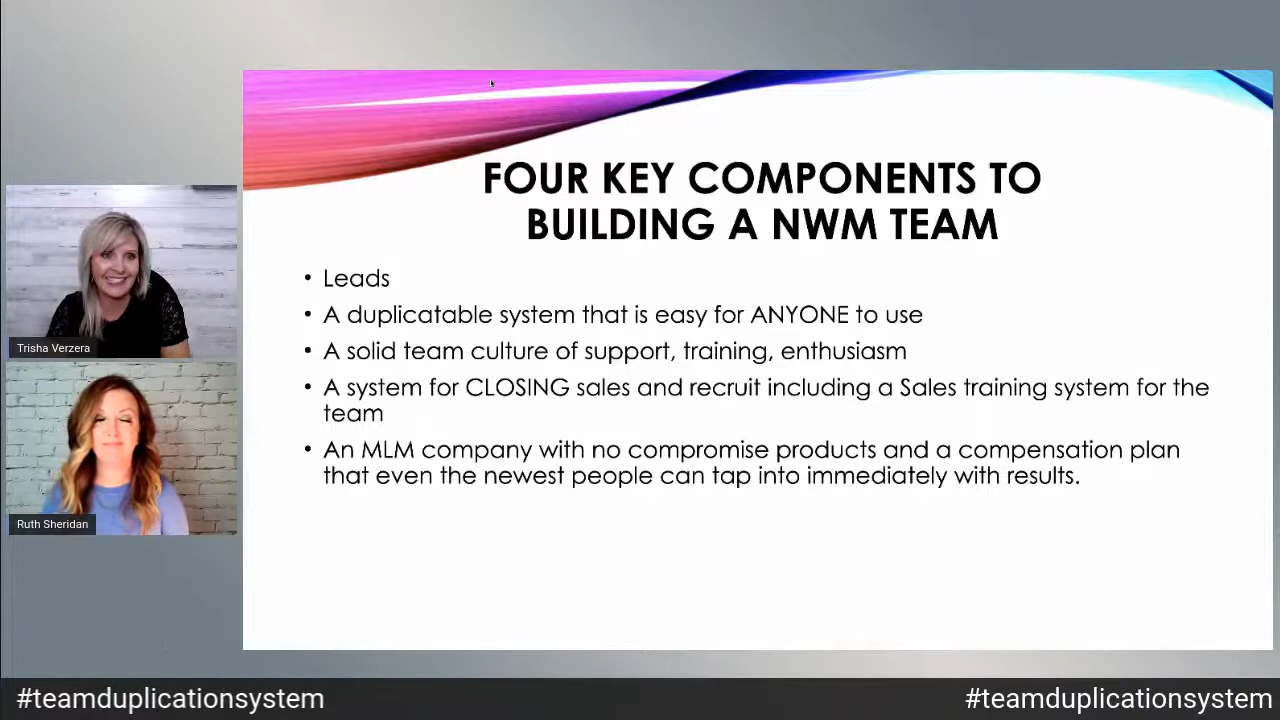 FOUR KEY COMPONENTS TO
BUILDING A NWM TEAM
• Leads
• A duplicatable system that is easy for ANYONE to use
• A solid team culture of support, training, enthusiasm
• A system for CLOSING sales and recruit including a Sales training system for the
team
• An MLM company with no compromise products and a compensation plan
that even the newest people can tap into immediately with results.
Trisha Verzera
Ruth Sheridan
#teamduplicationsystem
#teamduplicationsystem